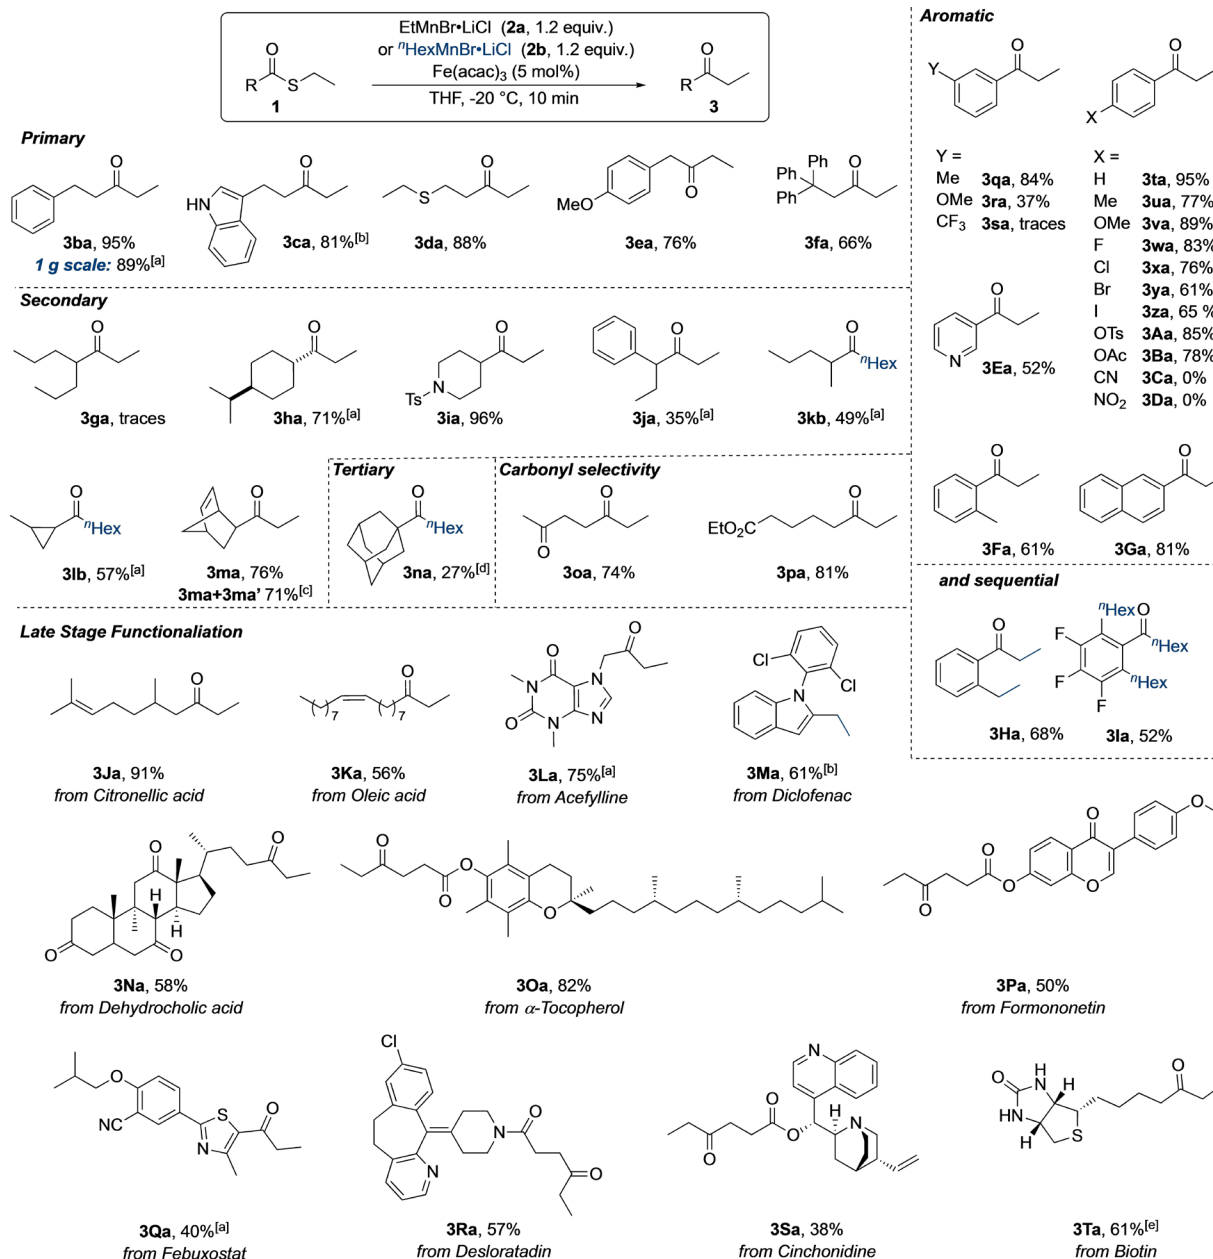 EtMnBr•LiCl (2a, 1.2 equiv.)
or ⁿHexMnBr•LiCl (2b, 1.2 equiv.)
Fe(acac)₃ (5 mol%)
THF, -20 °C, 10 min
R O S
1
R O
3
Primary
O
3ba, 95%
1 g scale: 89%[a]
HN O
3ca, 81%[b]
S O
3da, 88%
MeO O
3ea, 76%
Ph Ph Ph O
3fa, 66%
Secondary
O
3ga, traces
O
3ha, 71%[a]
Ts N O
3ia, 96%
O
3ja, 35%[a]
O ⁿHex
3kb, 49%[a]
O ⁿHex
3lb, 57%[a]
O
3ma, 76%
3ma+3ma’ 71%[c]
Tertiary
O ⁿHex
3na, 27%[d]
Carbonyl selectivity
O O
3oa, 74%
EtO₂C O
3pa, 81%
Aromatic
Y O
X O
Y =
Me 3qa, 84%
OMe 3ra, 37%
CF₃ 3sa, traces
X =
H 3ta, 95%
Me 3ua, 77%
OMe 3va, 89%
F 3wa, 83%
Cl 3xa, 76%
Br 3ya, 61%
I 3za, 65 %
OTs 3Aa, 85%
OAc 3Ba, 78%
CN 3Ca, 0%
NO₂ 3Da, 0%
O N
3Ea, 52%
O
3Fa, 61%
O
3Ga, 81%
and sequential
O
3Ha, 68%
ⁿHex O ⁿHex F F F ⁿHex
3Ia, 52%
Late Stage Functionaliation
O
3Ja, 91%
from Citronellic acid
( )₇ ( )₇ O
3Ka, 56%
from Oleic acid
O O N N O N N
3La, 75%[a]
from Acefylline
Cl Cl N
3Ma, 61%[b]
from Diclofenac
O O O O H H
3Na, 58%
from Dehydrocholic acid
O O O O
3Oa, 82%
from α-Tocopherol
O O O O O O
3Pa, 50%
from Formononetin
O NC S N O
3Qa, 40%[a]
from Febuxostat
Cl N N O O
3Ra, 57%
from Desloratadin
N O O O H N
3Sa, 38%
from Cinchonidine
O H N HN H H S O
3Ta, 61%[e]
from Biotin